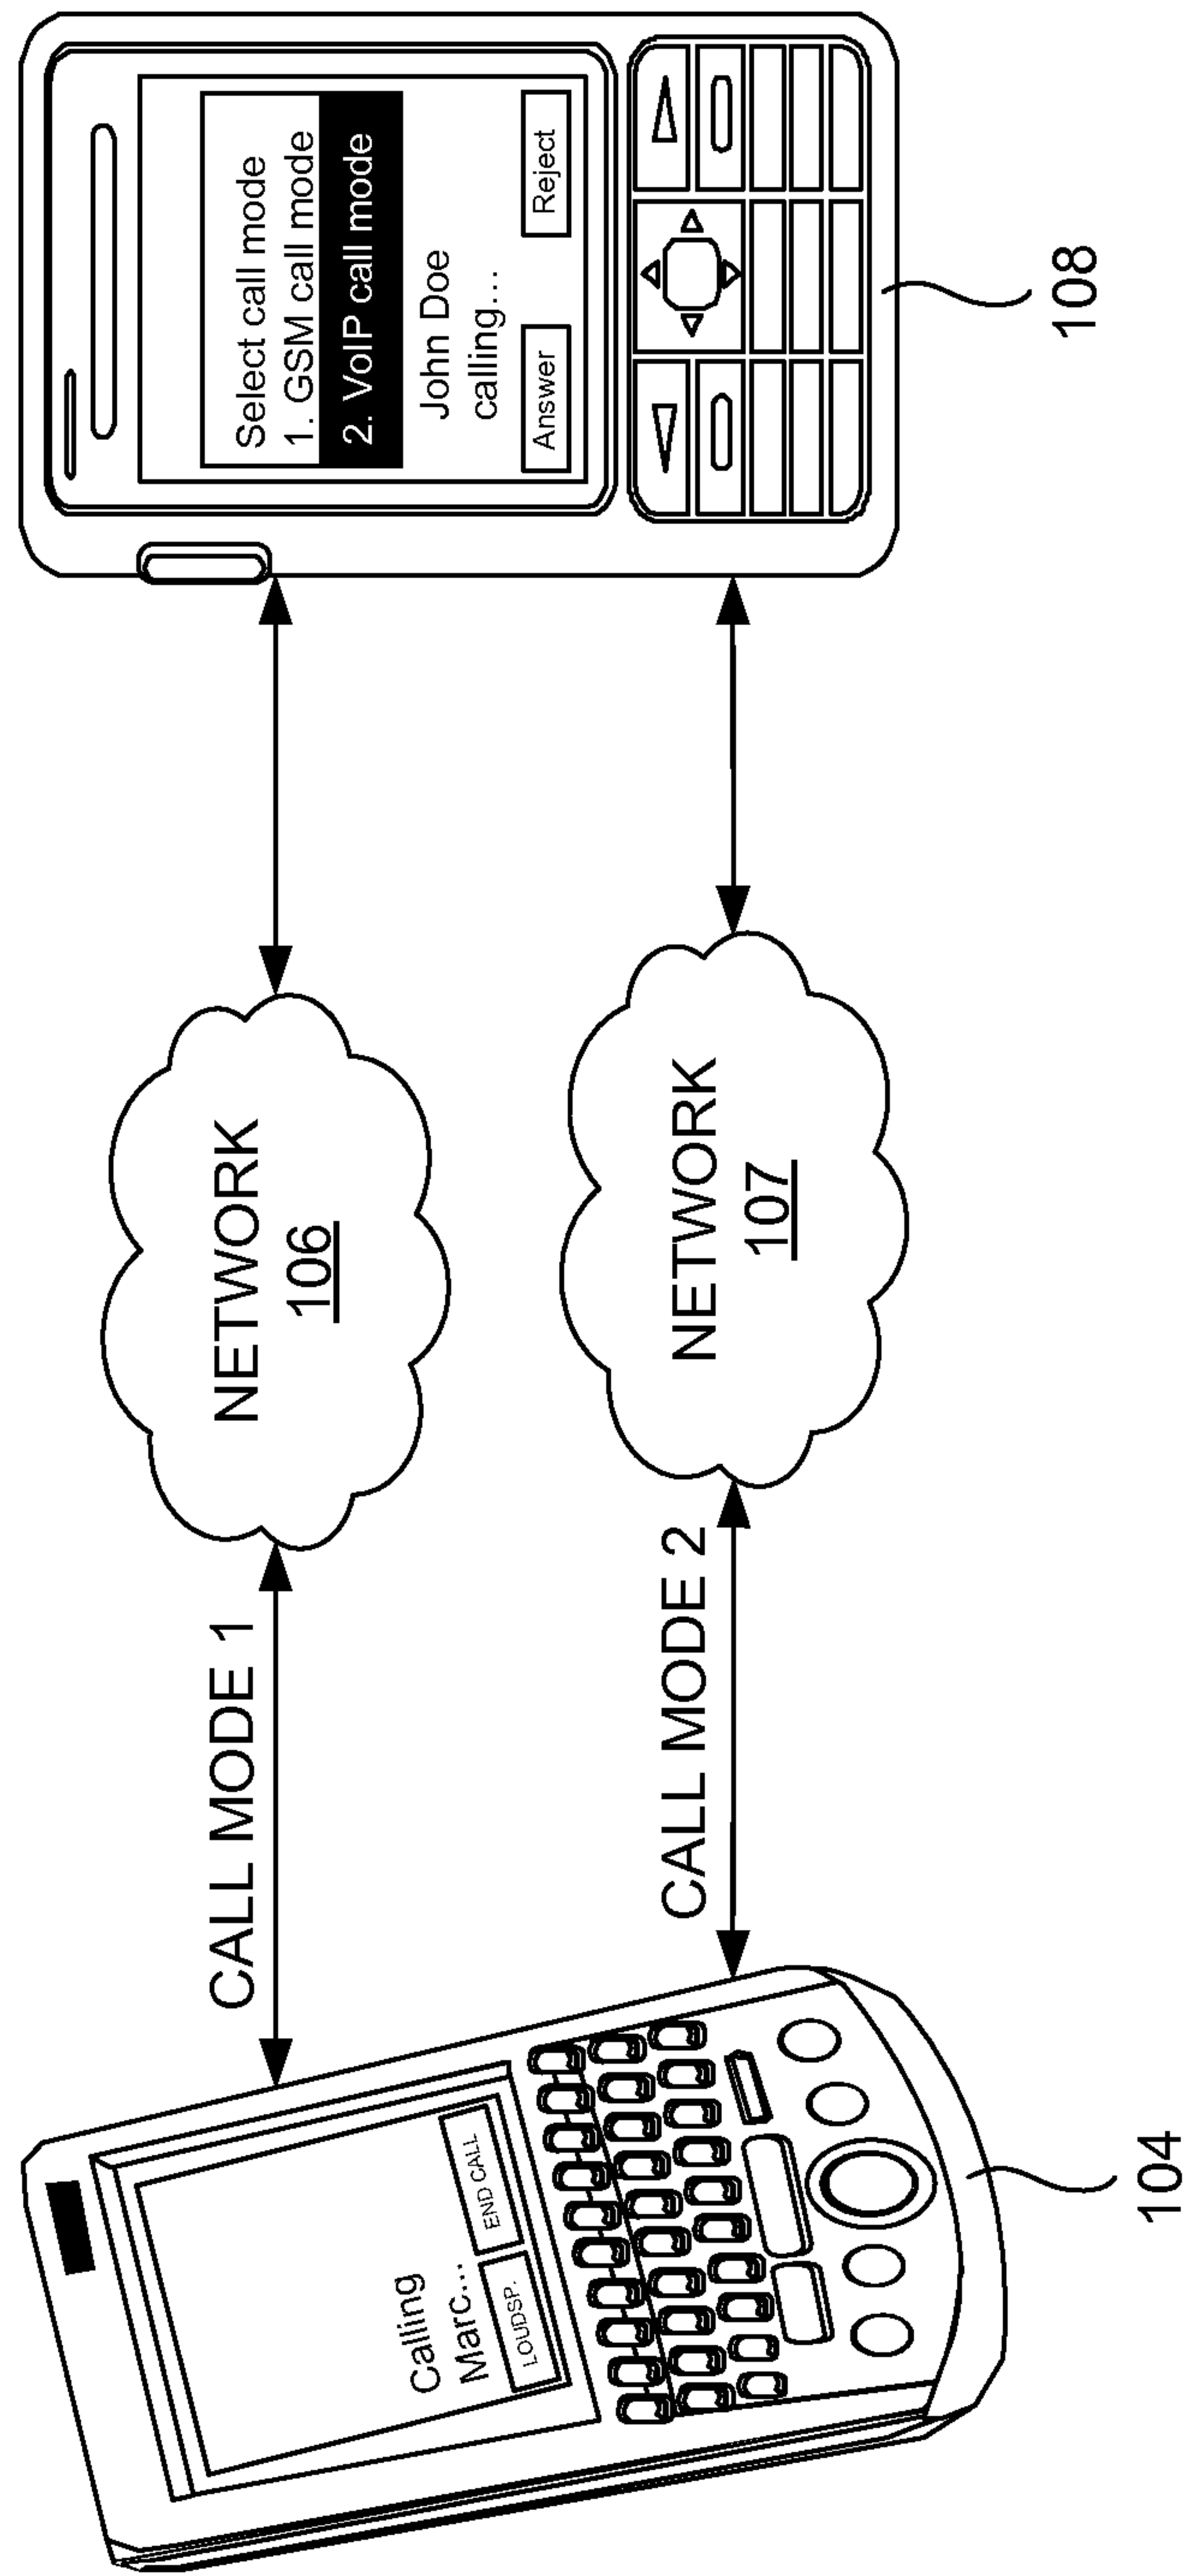 Calling
Marc...
LOUDSP.
END CALL
104
CALL MODE 1
CALL MODE 2
NETWORK
106
NETWORK
107
Select call mode
1. GSM call mode
2. VoIP call mode
John Doe
calling...
Answer
Reject
108